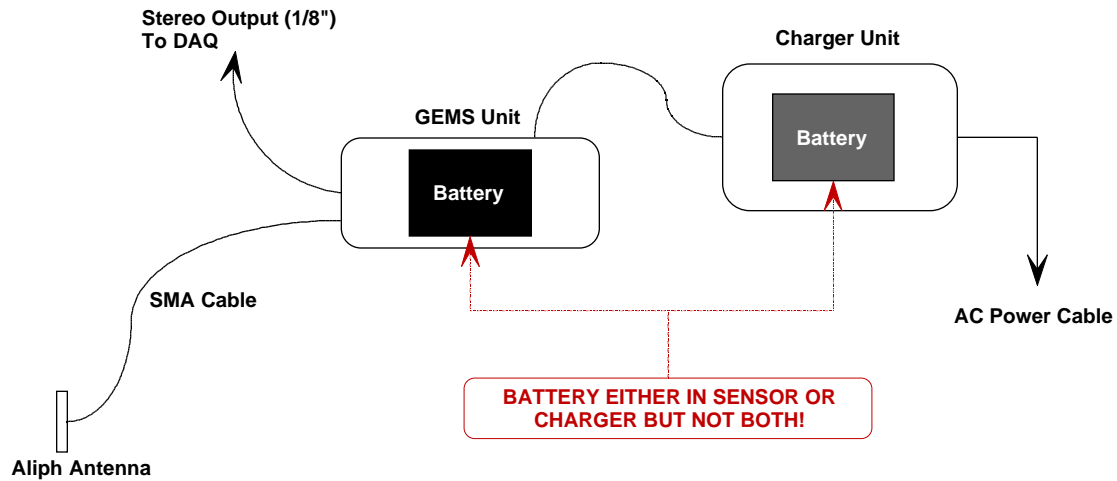 Stereo Output (1/8")
To DAQ
Charger Unit
GEMS Unit
Battery
Battery
SMA Cable
AC Power Cable
BATTERY EITHER IN SENSOR OR
CHARGER BUT NOT BOTH!
Aliph Antenna